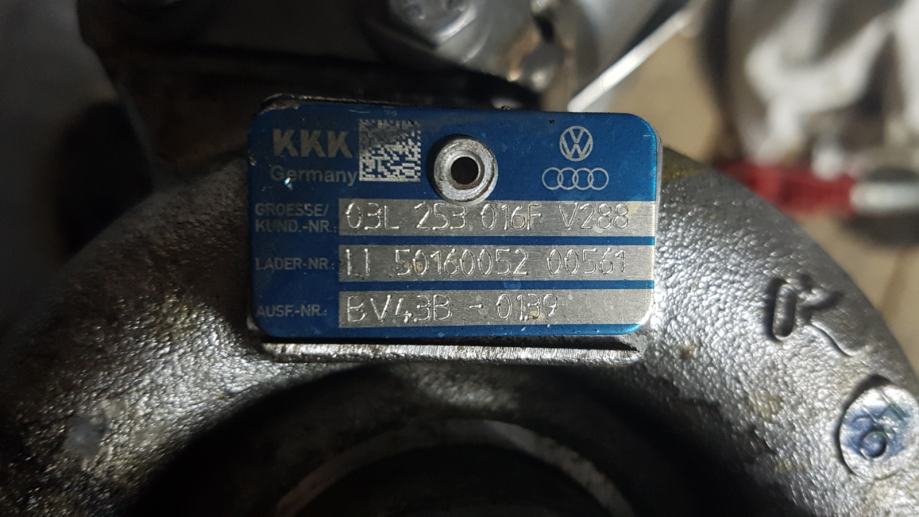 KKK
Germany
GROESSE/
KUND.-NR.: 03L 253 016F V288
LADER-NR.: 11 50160052 00561
AUSF.-NR.: BV43B - 0139
K